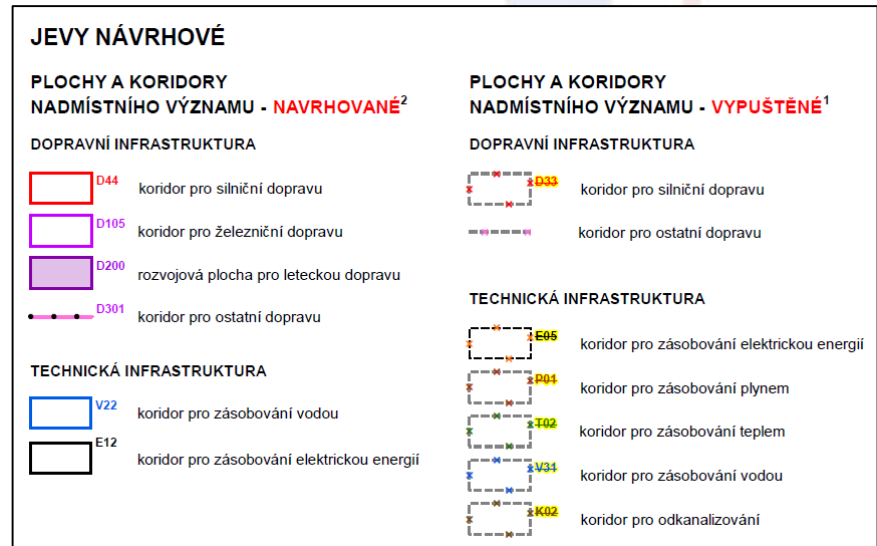 JEVY NÁVRHOVÉ
PLOCHY A KORIDORY
NADMÍSTNÍHO VÝZNAMU - NAVRHOVANÉ²
DOPRAVNÍ INFRASTRUKTURA
D44 koridor pro silniční dopravu
D105 koridor pro železniční dopravu
D200 rozvojová plocha pro leteckou dopravu
D301 koridor pro ostatní dopravu
TECHNICKÁ INFRASTRUKTURA
V22 koridor pro zásobování vodou
E12 koridor pro zásobování elektrickou energií
PLOCHY A KORIDORY
NADMÍSTNÍHO VÝZNAMU - VYPUŠTĚNÉ¹
DOPRAVNÍ INFRASTRUKTURA
D33 koridor pro silniční dopravu
koridor pro ostatní dopravu
TECHNICKÁ INFRASTRUKTURA
E05 koridor pro zásobování elektrickou energií
P01 koridor pro zásobování plynem
T02 koridor pro zásobování teplem
V31 koridor pro zásobování vodou
K02 koridor pro odkanalizování